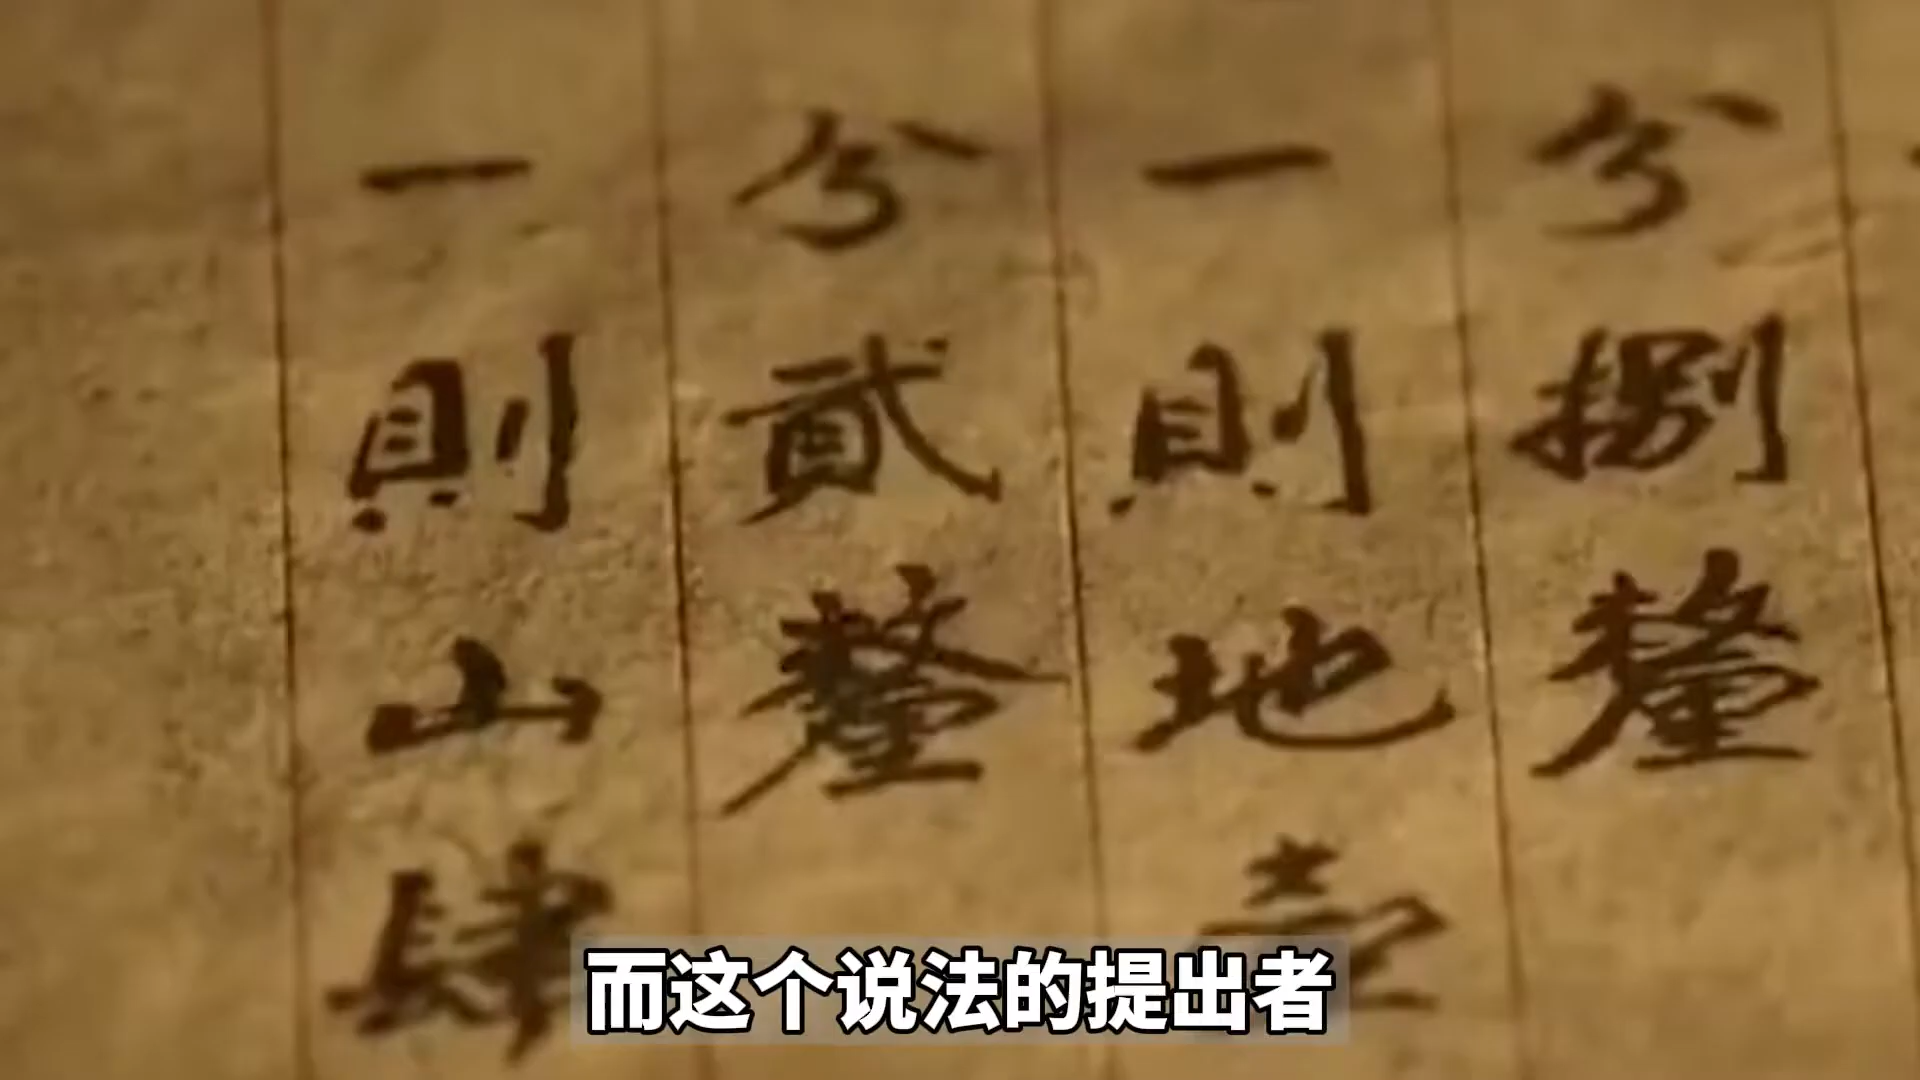 分捌釐
一則地壹
分貳釐
一則山肆
而这个说法的提出者